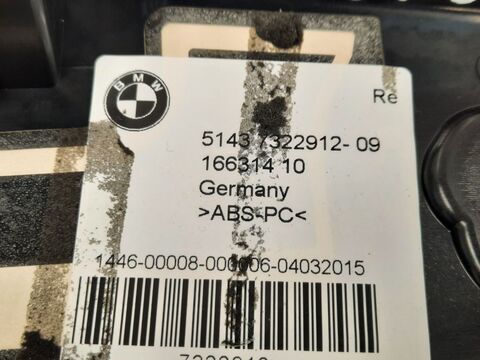 BMW
Re
5143 7322912-09
166314 10
Germany
>ABS-PC<
1446-00008-000006-04032015